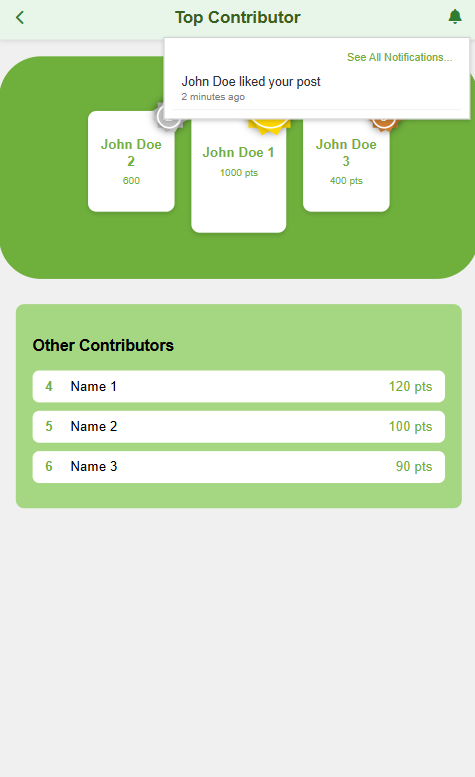 Top Contributor
See All Notifications...
John Doe liked your post
2 minutes ago
John Doe
2
600
John Doe 1
1000 pts
John Doe
3
400 pts
Other Contributors
4 Name 1 120 pts
5 Name 2 100 pts
6 Name 3 90 pts